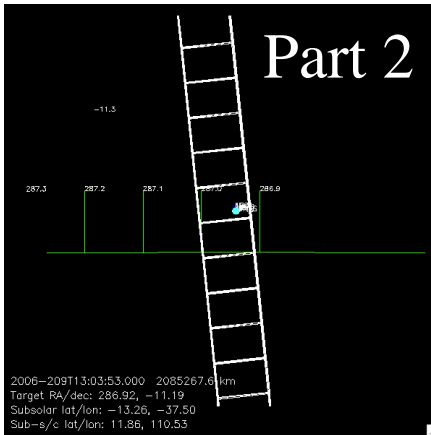 Part 2
-11.3
287.3 287.2 287.1 287.0 286.9
2006-209T13:03:53.000 2085267.6 km
Target RA/dec: 286.92, -11.19
Subsolar lat/lon: -13.26, -37.50
Sub-s/c lat/lon: 11.86, 110.53